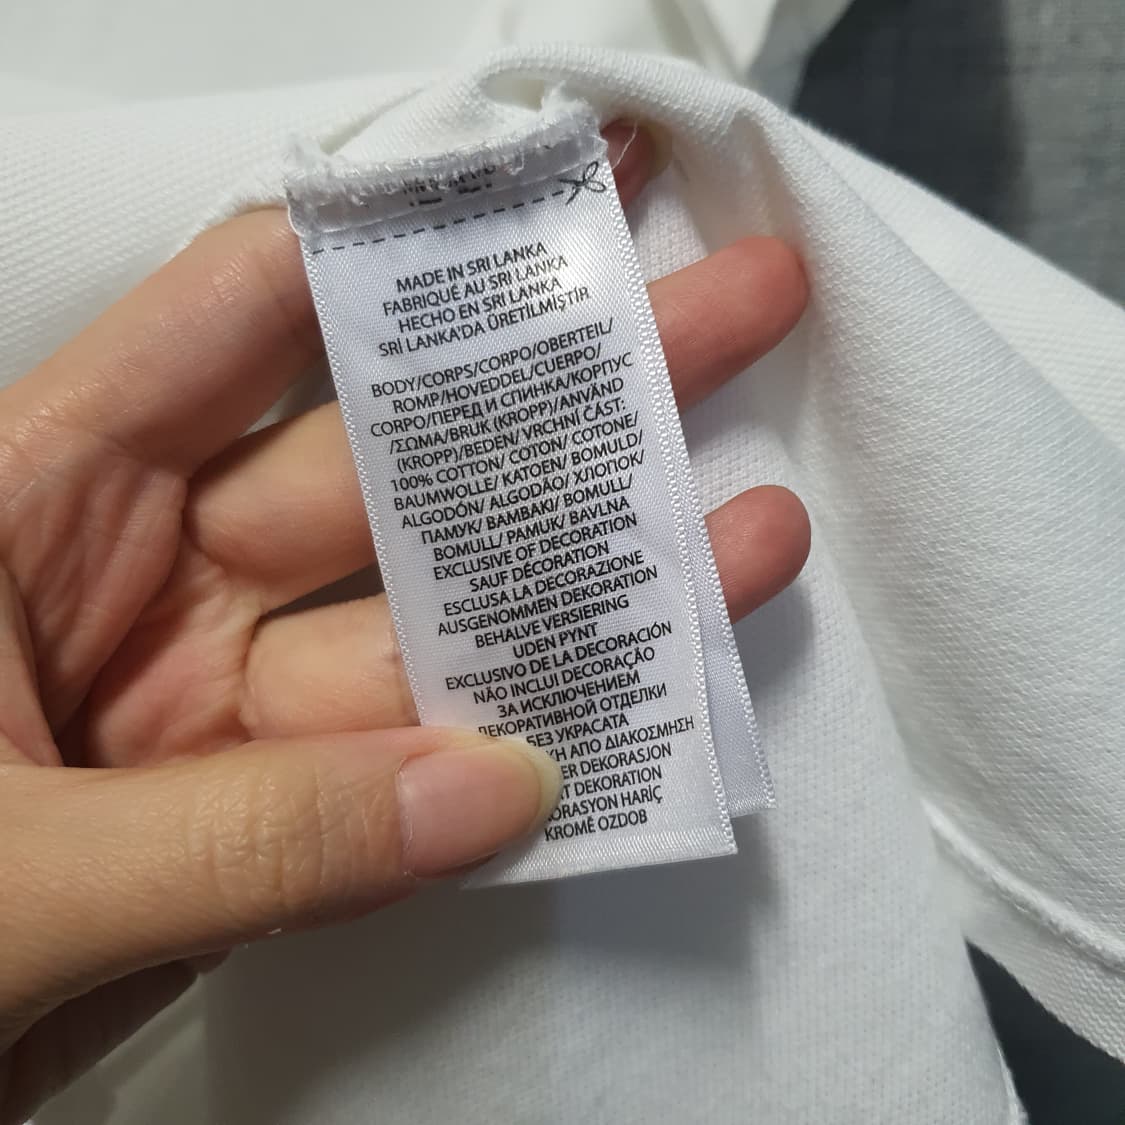 MADE IN SRI LANKA
FABRIQUÉ AU SRI LANKA
HECHO EN SRI LANKA
SRİ LANKA'DA ÜRETİLMİŞTİR
BODY/CORPS/CORPO/OBERTEIL/
ROMP/HOVEDDEL/CUERPO/
CORPO/ПЕРЕД И СПИНКА/КОРПУС
/ΣΩΜΑ/BRUK (KROPP)/ANVÄND
(KROPP)/BEDEN/ VRCHNÍ ČÁST:
100% COTTON/ COTON/ COTONE/
BAUMWOLLE/ KATOEN/ BOMULD/
ALGODÓN/ ALGODÃO/ ХЛОПОК/
ПАМУК/ ΒΑΜΒΑΚΙ/ BOMULL/
BOMULL/ PAMUK/ BAVLNA
EXCLUSIVE OF DECORATION
SAUF DÉCORATION
ESCLUSA LA DECORAZIONE
AUSGENOMMEN DEKORATION
BEHALVE VERSIERING
UDEN PYNT
EXCLUSIVO DE LA DECORACIÓN
NÃO INCLUI DECORAÇÃO
ЗА ИСКЛЮЧЕНИЕМ
ДЕКОРАТИВНОЙ ОТДЕЛКИ
БЕЗ УКРАСАТА
ΑΠΟ ΔΙΑΚΟΣΜΗΣΗ
DEKORASJON
DEKORATION
HARİÇ
KROMĚ OZDOB